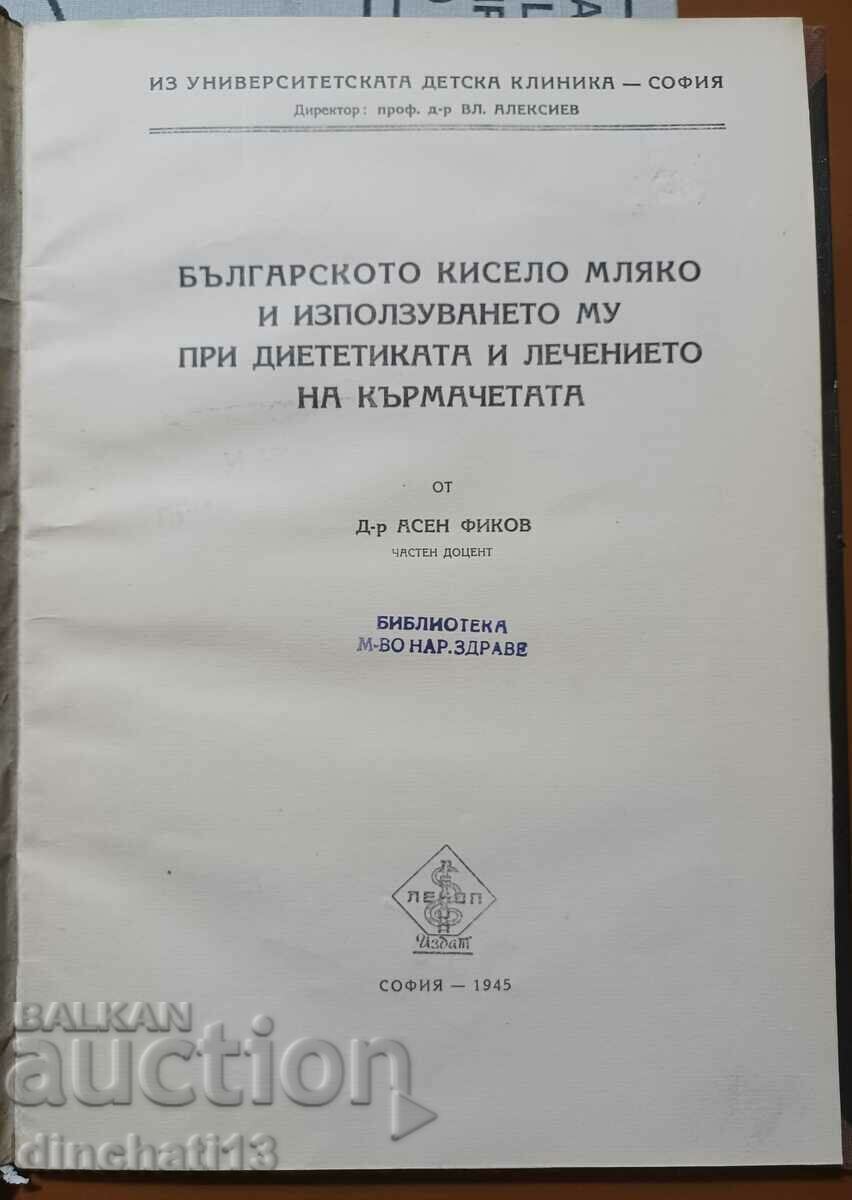 ИЗ УНИВЕРСИТЕТСКАТА ДЕТСКА КЛИНИКА — СОФИЯ
Директор: проф. д-р ВЛ. АЛЕКСИЕВ
БЪЛГАРСКОТО КИСЕЛО МЛЯКО
И ИЗПОЛЗУВАНЕТО МУ
ПРИ ДИЕТЕТИКАТА И ЛЕЧЕНИЕТО
НА КЪРМАЧЕТАТА
ОТ
Д-р АСЕН ФИКОВ
ЧАСТЕН ДОЦЕНТ
БИБЛИОТЕКА
М-ВО НАР.ЗДРАВЕ
ЛЕКОП
Издат
СОФИЯ — 1945
BALKAN
auction
dinchati13